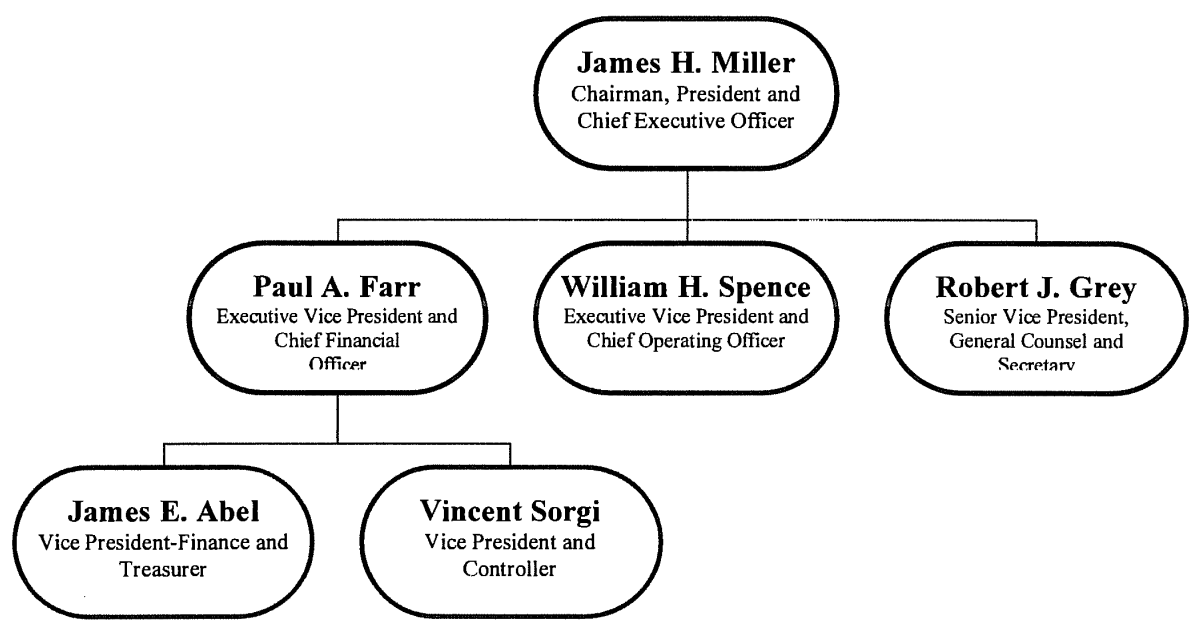 James H. Miller
Chairman, President and
Chief Executive Officer
Paul A. Farr
Executive Vice President and
Chief Financial
Officer
William H. Spence
Executive Vice President and
Chief Operating Officer
Robert J. Grey
Senior Vice President,
General Counsel and
Secretary
James E. Abel
Vice President-Finance and
Treasurer
Vincent Sorgi
Vice President and
Controller